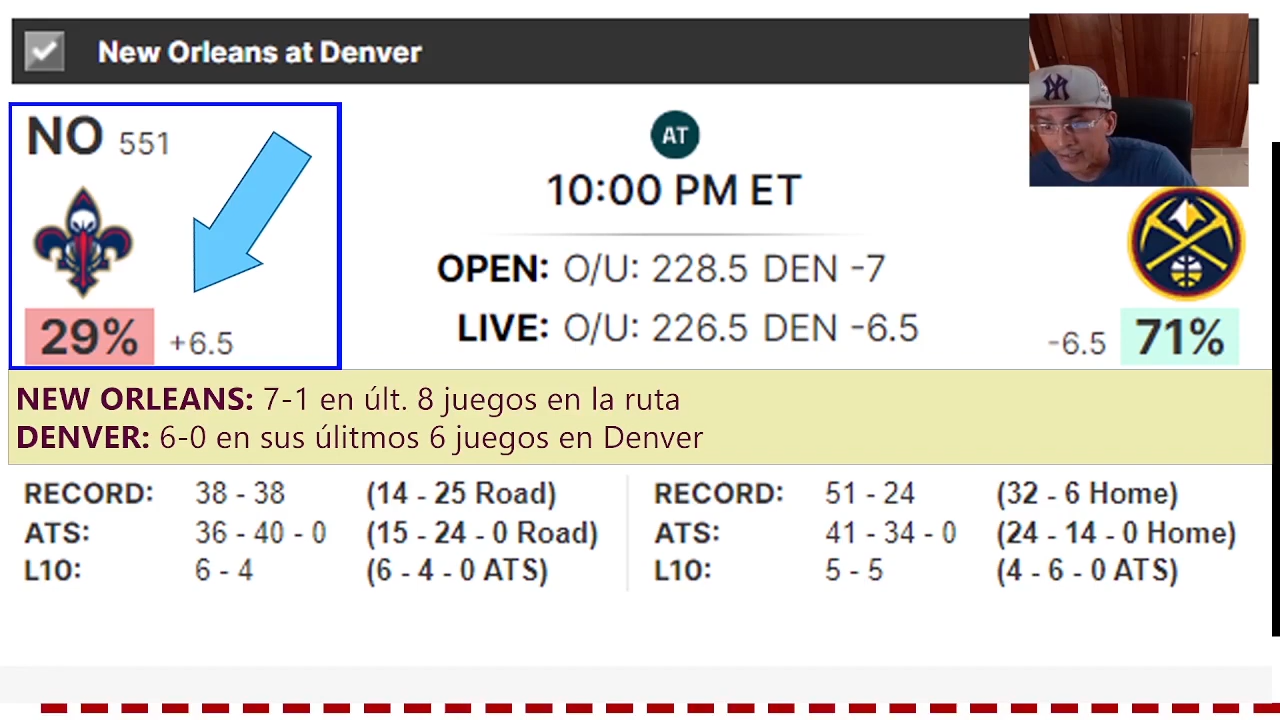 New Orleans at Denver
NO 551
AT
10:00 PM ET
OPEN: O/U: 228.5 DEN -7
LIVE: O/U: 226.5 DEN -6.5
29% +6.5
-6.5 71%
NEW ORLEANS: 7-1 en últ. 8 juegos en la ruta
DENVER: 6-0 en sus úlitmos 6 juegos en Denver
RECORD: 38 - 38 (14 - 25 Road)
ATS: 36 - 40 - 0 (15 - 24 - 0 Road)
L10: 6 - 4 (6 - 4 - 0 ATS)
RECORD: 51 - 24 (32 - 6 Home)
ATS: 41 - 34 - 0 (24 - 14 - 0 Home)
L10: 5 - 5 (4 - 6 - 0 ATS)